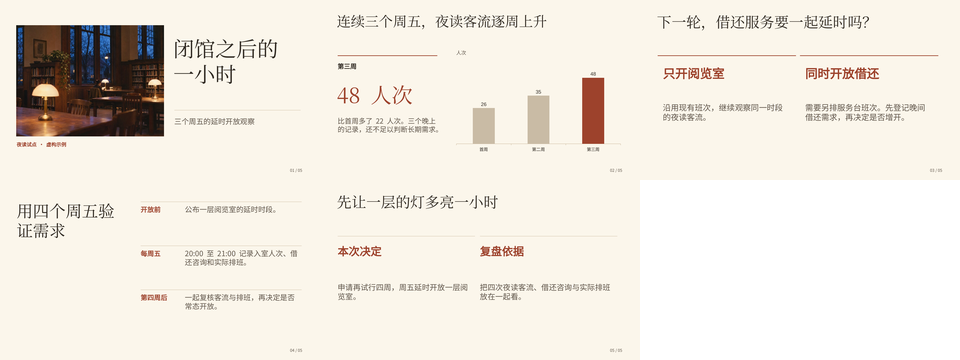 闭馆之后的
一小时
三个周五的延时开放观察
夜读试点 · 虚构示例
01 / 05
连续三个周五，夜读客流逐周上升
第三周
48 人次
比首周多了 22 人次。三个晚上
的记录，还不足以判断长期需求。
人次
26
35
48
首周
第二周
第三周
02 / 05
下一轮，借还服务要一起延时吗？
只开阅览室
沿用现有班次，继续观察同一时段
的夜读客流。
同时开放借还
需要另排服务台班次。先登记晚间
借还需求，再决定是否增开。
03 / 05
用四个周五验
证需求
开放前
公布一层阅览室的延时时段。
每周五
20:00 至 21:00 记录入室人次、借
还咨询和实际排班。
第四周后
一起复核客流与排班，再决定是否
常态开放。
04 / 05
先让一层的灯多亮一小时
本次决定
申请再试行四周，周五延时开放一层阅
览室。
复盘依据
把四次夜读客流、借还咨询与实际排班
放在一起看。
05 / 05